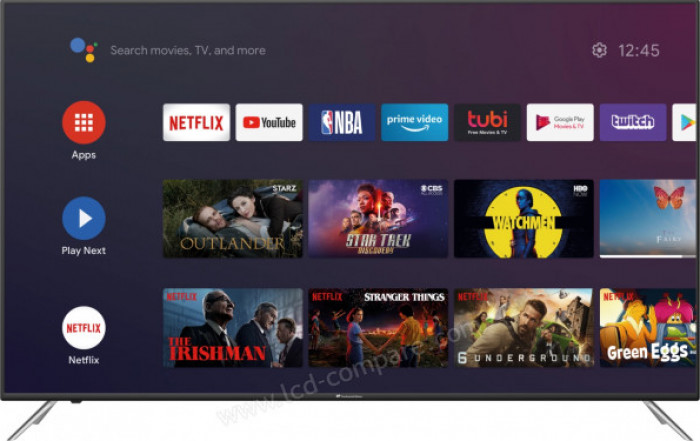 Search movies, TV, and more
12:45
Apps
NETFLIX
YouTube
NBA
prime video
tubi
Free Movies & TV
Google Play
Movies & TV
twitch
Play Next
STARZ
OUTLANDER
CBS
STAR TREK
DISCOVERY
HBO
NOW
WATCHMEN
NETFLIX
Netflix
NETFLIX
THE
IRISHMAN
NETFLIX
STRANGER THINGS
NETFLIX
6 UNDERGROUND
NETFLIX
Green Eggs
www.lcd-compare.com